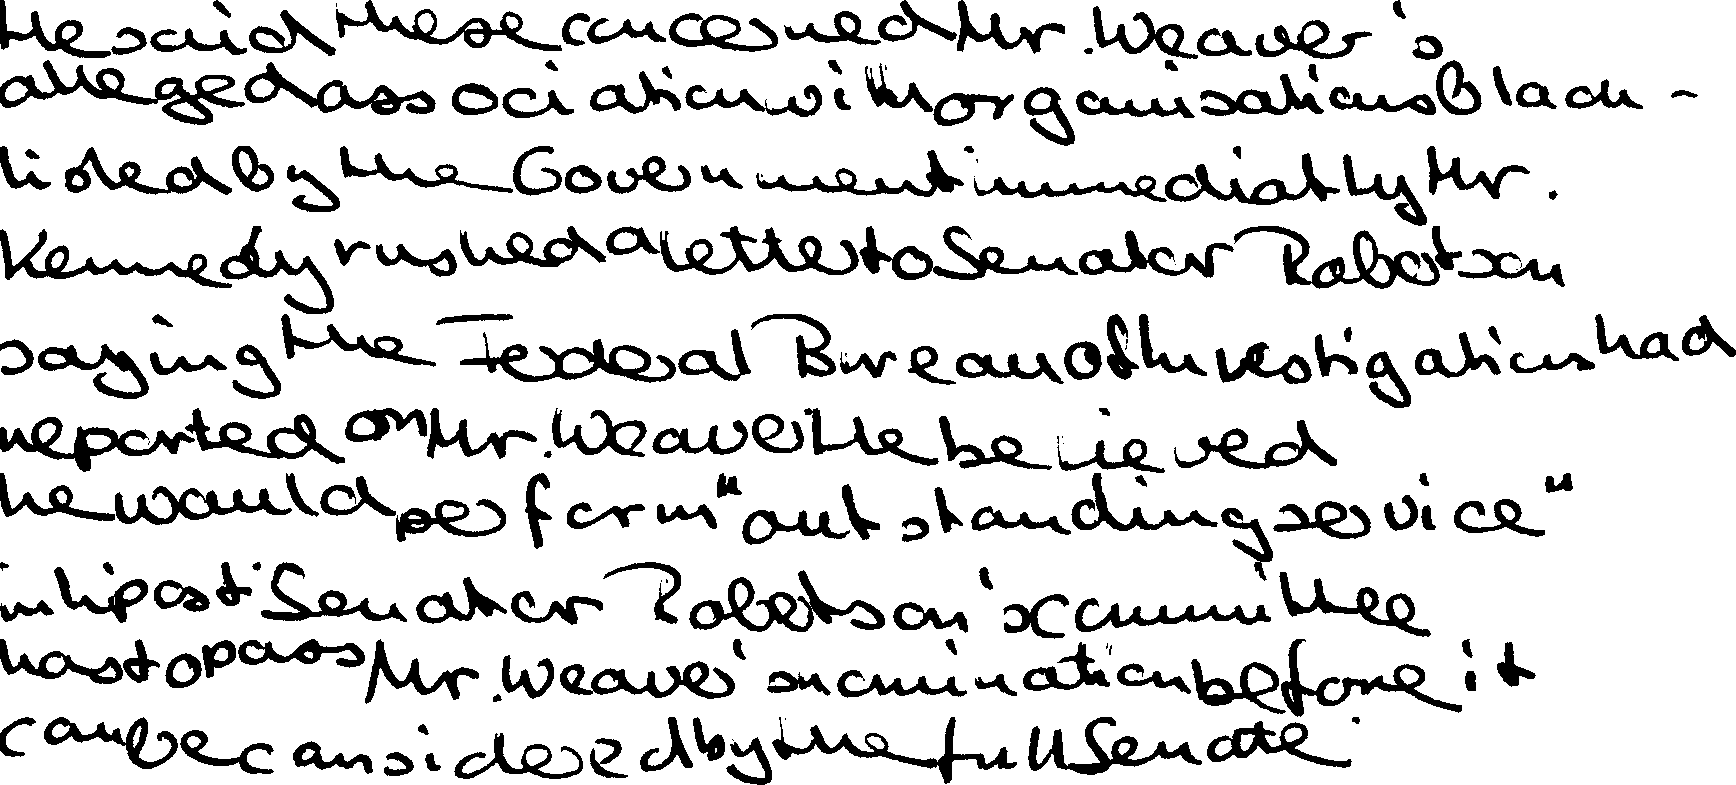 He said these concerned Mr. Weaver's
alleged association with organisations black-
listed by the Government immediatly Mr.
Kennedy rushed a letter to Senator Robertson
saying the Federal Bureau of Investigations had
reported on Mr. Weaver He believed
he would perform "outstanding service"
in hi post. Senator Robertson's committee
has to pass Mr. Weaver's nomination before it
can be considered by the full Senate.